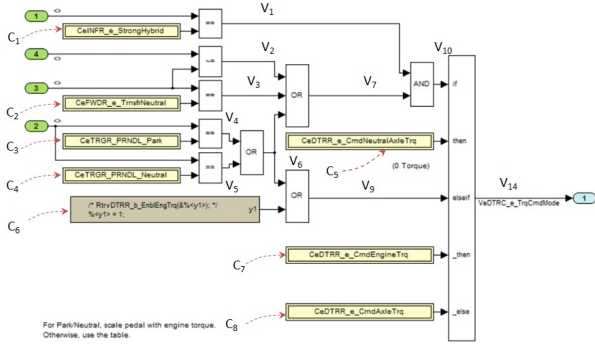 1
V1
C1
CeINFR_e_StrongHybrid
==
V10
4
V2
~=
3
V3
V7
AND
if
==
OR
C2
CeFWDR_e_TrnsfrNeutral
2
V4
==
C3
CeTRGR_PRNDL_Park
OR
CeDTRR_e_CmdNeutralAxleTrq
then
==
C4
CeTRGR_PRNDL_Neutral
C5
(0 Torque)
V5
V6
V9
V14
OR
elseif
1
C6
/* RtrvDTRR_b_EnblEngTrq(&%<y1>); */
%<y1> = 1;
y1
VeDTRC_e_TrqCmdMode
CeDTRR_e_CmdEngineTrq
_then
C7
CeDTRR_e_CmdAxleTrq
_else
C8
For Park/Neutral, scale pedal with engine torque.
Otherwise, use the table.